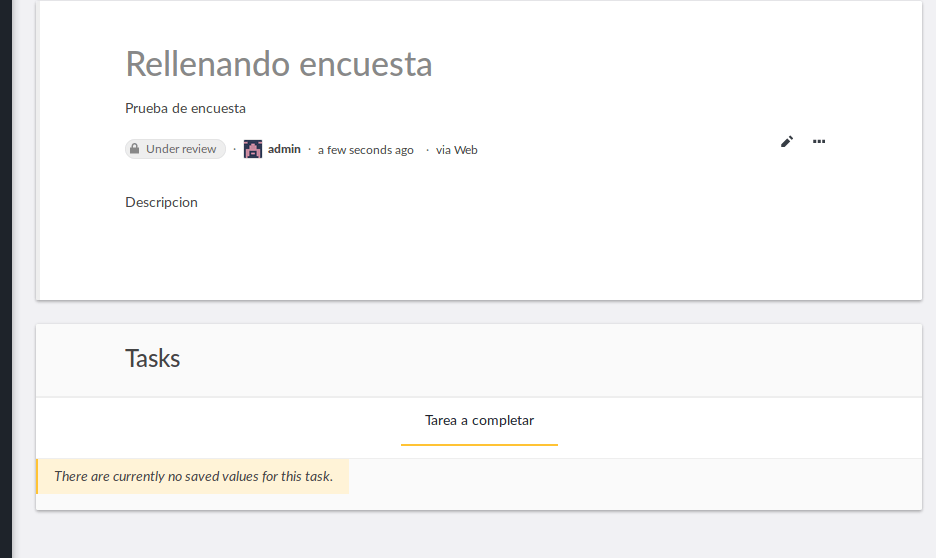 Rellenando encuesta
Prueba de encuesta
Under review · admin · a few seconds ago · via Web
Descripcion
Tasks
Tarea a completar
There are currently no saved values for this task.